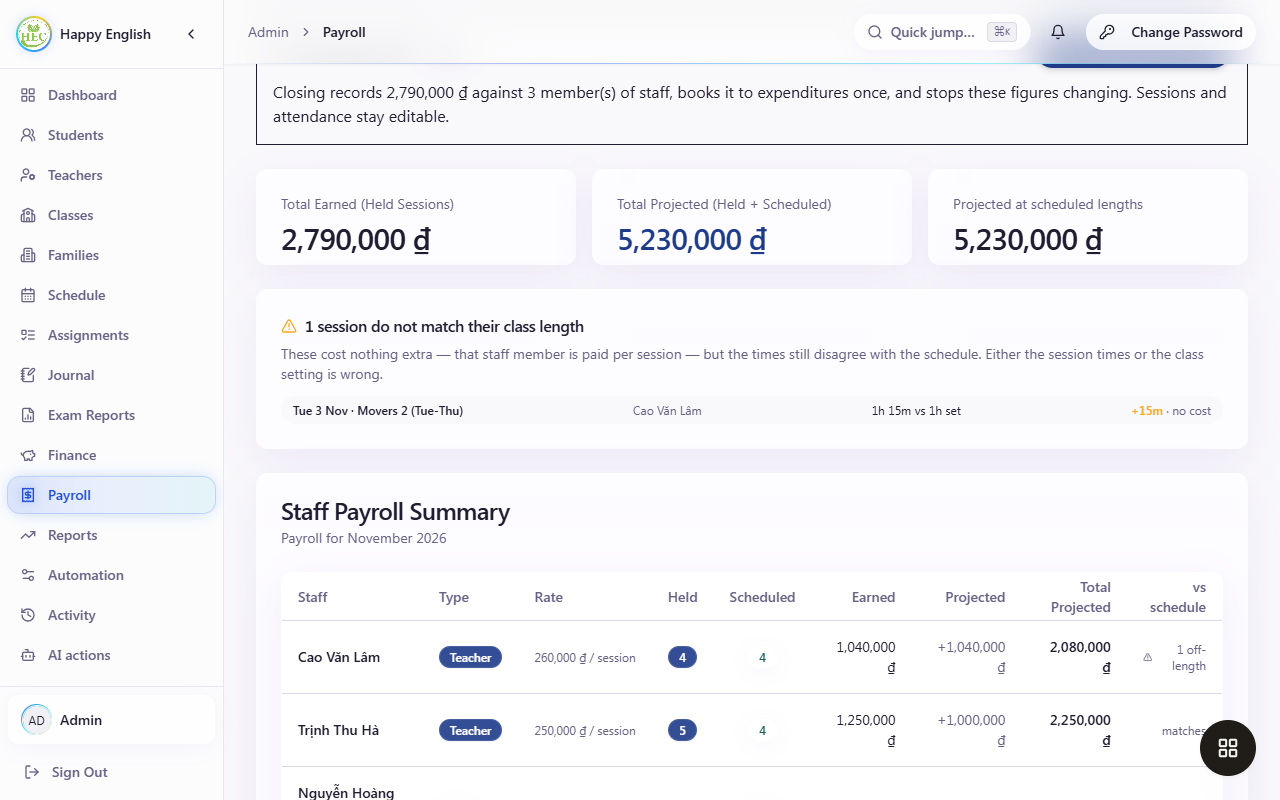 HEC
Happy English
Admin
Payroll
Quick jump...
⌘K
Change Password
Dashboard
Students
Teachers
Classes
Families
Schedule
Assignments
Journal
Exam Reports
Finance
Payroll
Reports
Automation
Activity
AI actions
AD
Admin
Sign Out
Closing records 2,790,000 ₫ against 3 member(s) of staff, books it to expenditures once, and stops these figures changing. Sessions and
attendance stay editable.
Total Earned (Held Sessions)
2,790,000 ₫
Total Projected (Held + Scheduled)
5,230,000 ₫
Projected at scheduled lengths
5,230,000 ₫
1 session do not match their class length
These cost nothing extra — that staff member is paid per session — but the times still disagree with the schedule. Either the session times or the class
setting is wrong.
Tue 3 Nov · Movers 2 (Tue-Thu) Cao Văn Lâm 1h 15m vs 1h set +15m · no cost
Staff Payroll Summary
Payroll for November 2026
Staff Type Rate Held Scheduled Earned Projected Total Projected vs schedule
Cao Văn Lâm Teacher 260,000 ₫ / session 4 4 1,040,000 ₫ +1,040,000 ₫ 2,080,000 ₫ 1 off-length
Trịnh Thu Hà Teacher 250,000 ₫ / session 5 4 1,250,000 ₫ +1,000,000 ₫ 2,250,000 ₫ matches
Nguyễn Hoàng